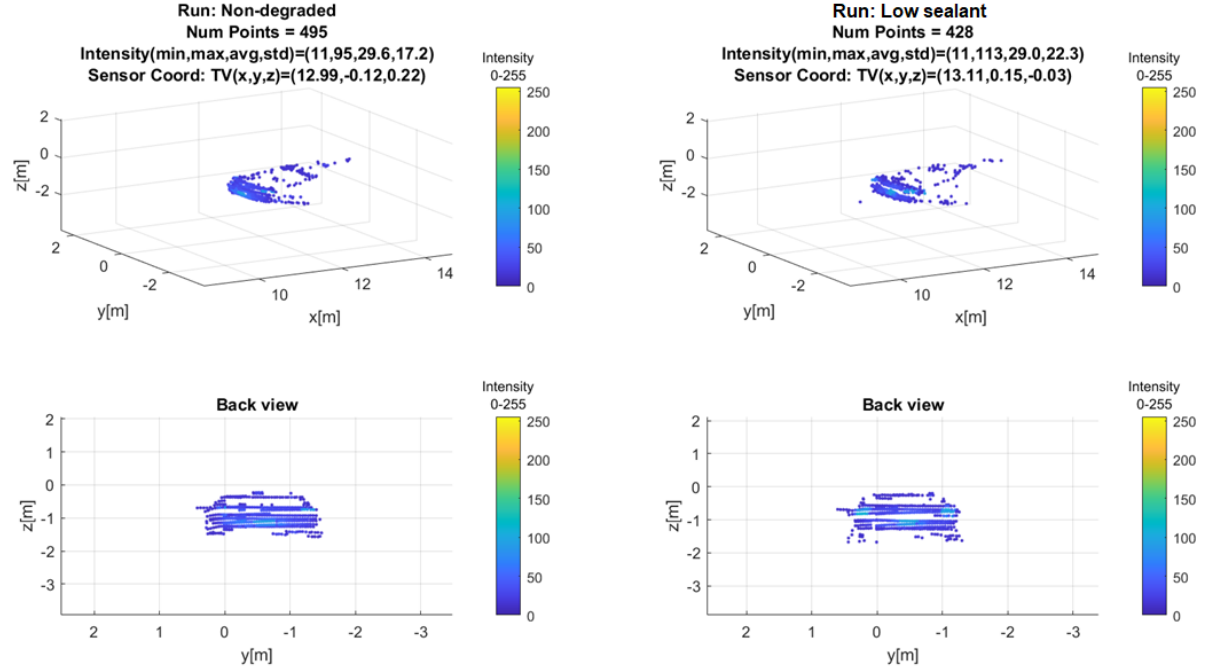 Run: Non-degraded
Num Points = 495
Intensity(min,max,avg,std)=(11,95,29.6,17.2)
Sensor Coord: TV(x,y,z)=(12.99,-0.12,0.22)
Intensity
0-255
250
200
150
100
50
0
2
0
-2
z[m]
2
0
-2
y[m]
10
12
14
x[m]
Run: Low sealant
Num Points = 428
Intensity(min,max,avg,std)=(11,113,29.0,22.3)
Sensor Coord: TV(x,y,z)=(13.11,0.15,-0.03)
Intensity
0-255
250
200
150
100
50
0
2
0
-2
z[m]
2
0
-2
y[m]
10
12
14
x[m]
Back view
Intensity
0-255
250
200
150
100
50
0
2
1
0
-1
-2
-3
z[m]
2
1
0
-1
-2
-3
y[m]
Back view
Intensity
0-255
250
200
150
100
50
0
2
1
0
-1
-2
-3
z[m]
2
1
0
-1
-2
-3
y[m]